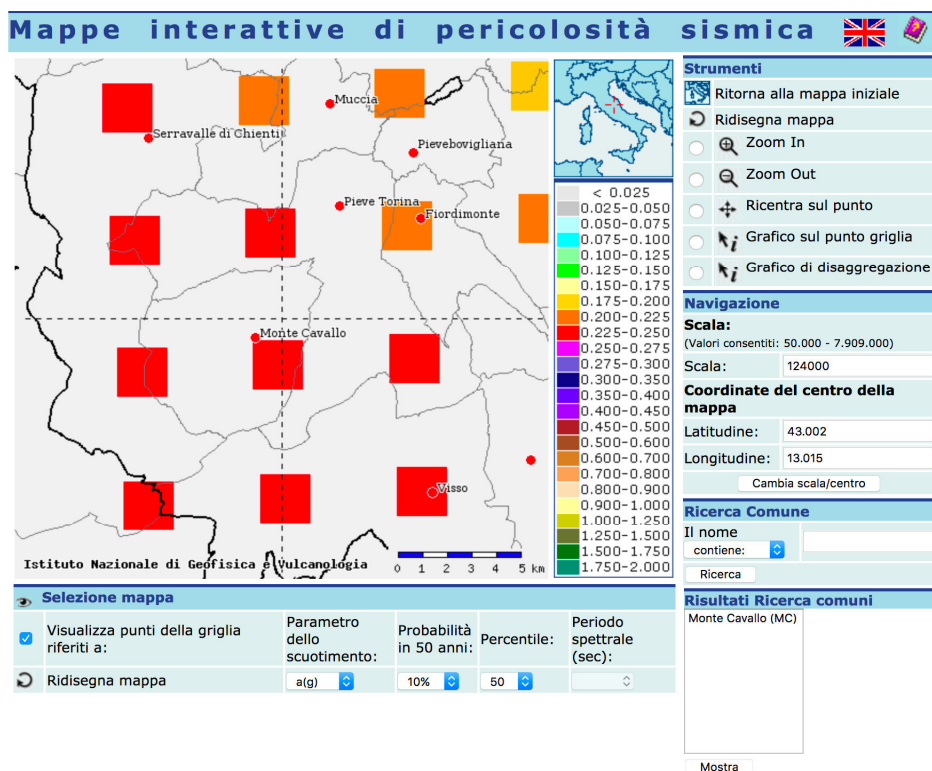 Mappe interattive di pericolosità sismica
Muccia
Serravalle di Chienti
Pievebovigliana
Pieve Torina
Fiordimonte
Monte Cavallo
Visso
Istituto Nazionale di Geofisica e Vulcanologia
0 1 2 3 4 5 km
< 0.025
0.025-0.050
0.050-0.075
0.075-0.100
0.100-0.125
0.125-0.150
0.150-0.175
0.175-0.200
0.200-0.225
0.225-0.250
0.250-0.275
0.275-0.300
0.300-0.350
0.350-0.400
0.400-0.450
0.450-0.500
0.500-0.600
0.600-0.700
0.700-0.800
0.800-0.900
0.900-1.000
1.000-1.250
1.250-1.500
1.500-1.750
1.750-2.000
Strumenti
Ritorna alla mappa iniziale
Ridisegna mappa
Zoom In
Zoom Out
Ricentra sul punto
Grafico sul punto griglia
Grafico di disaggregazione
Navigazione
Scala:
(Valori consentiti: 50.000 - 7.909.000)
Scala: 124000
Coordinate del centro della
mappa
Latitudine: 43.002
Longitudine: 13.015
Cambia scala/centro
Ricerca Comune
Il nome
contiene:
Ricerca
Risultati Ricerca comuni
Monte Cavallo (MC)
Mostra
Selezione mappa
Visualizza punti della griglia
riferiti a:
Parametro
dello
scuotimento:
Probabilità
in 50 anni:
Percentile:
Periodo
spettrale
(sec):
Ridisegna mappa
a(g)
10%
50